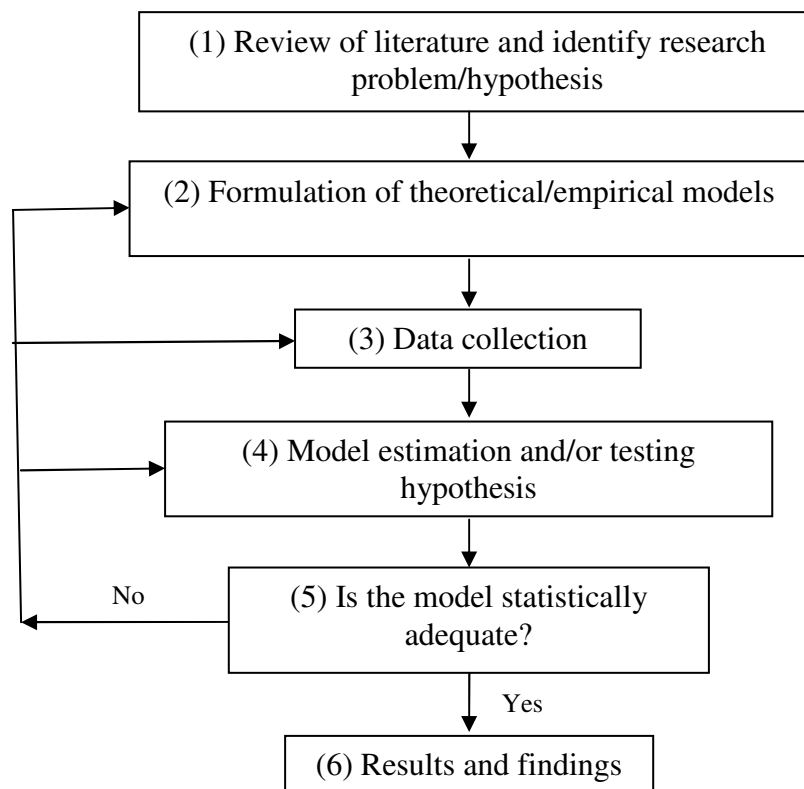 (1) Review of literature and identify research
problem/hypothesis
(2) Formulation of theoretical/empirical models
(3) Data collection
(4) Model estimation and/or testing
hypothesis
(5) Is the model statistically
adequate?
No
Yes
(6) Results and findings